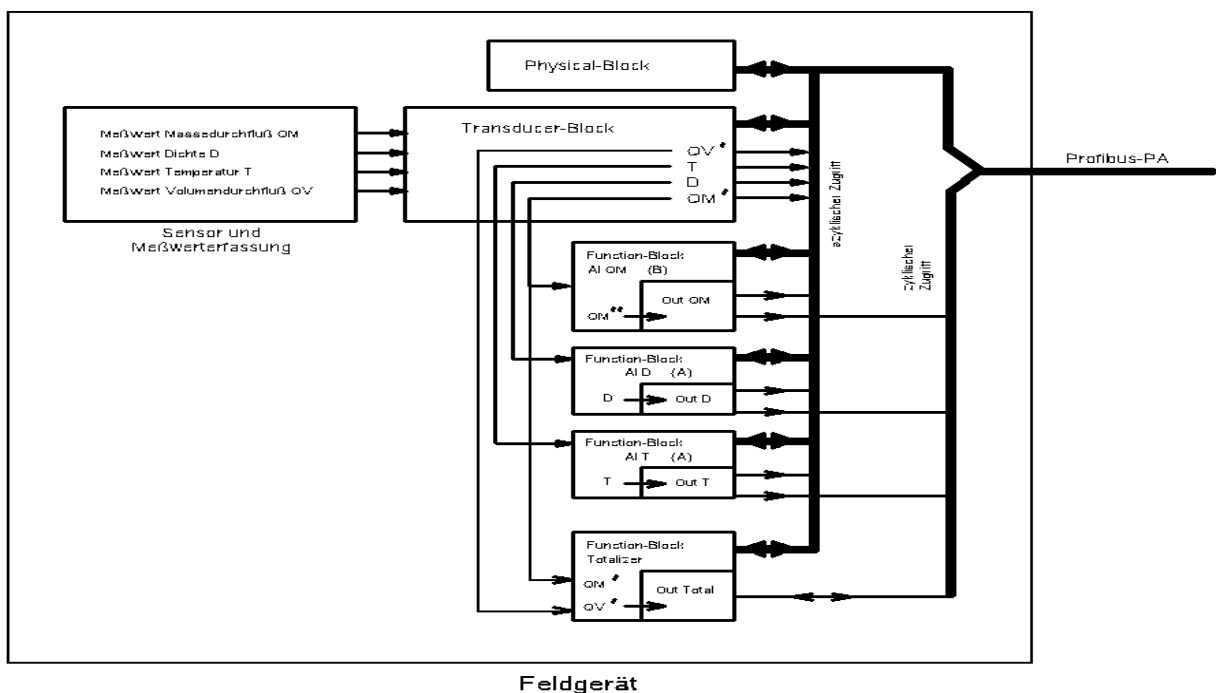 Physical-Block
Meßwert Massedurchfluß QM
Meßwert Dichte D
Meßwert Temperatur T
Meßwert Volumendurchfluß QV
Sensor und
Meßwerterfassung
Transducer-Block
QV'
T
D
QM'
Profibus-PA
azyklischer Zugriff
zyklischer
Zugriff
Function-Block
AI QM (B)
Out QM
QM''
Function-Block
AI D (A)
D
Out D
Function-Block
AI T (A)
T
Out T
Function-Block
Totalizer
QM'
QV'
Out Total
Feldgerät